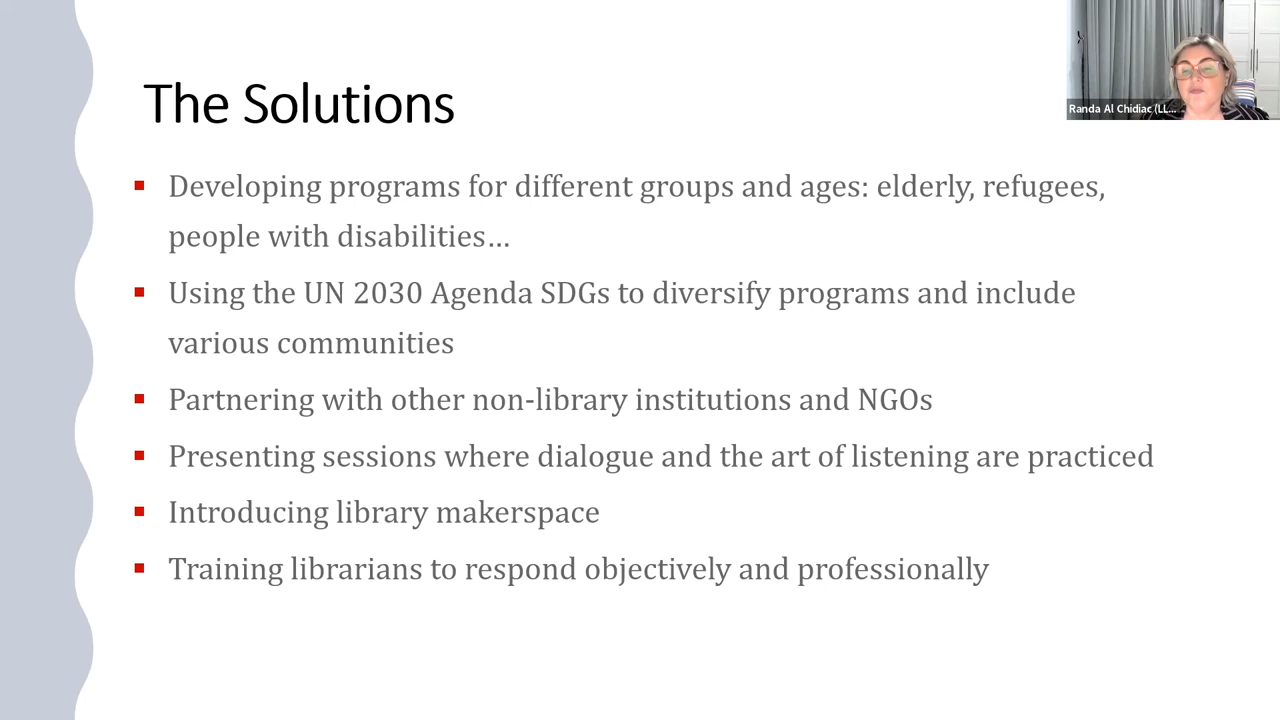 The Solutions
Randa Al Chidiac (LL...
Developing programs for different groups and ages: elderly, refugees,
people with disabilities…
Using the UN 2030 Agenda SDGs to diversify programs and include
various communities
Partnering with other non-library institutions and NGOs
Presenting sessions where dialogue and the art of listening are practiced
Introducing library makerspace
Training librarians to respond objectively and professionally